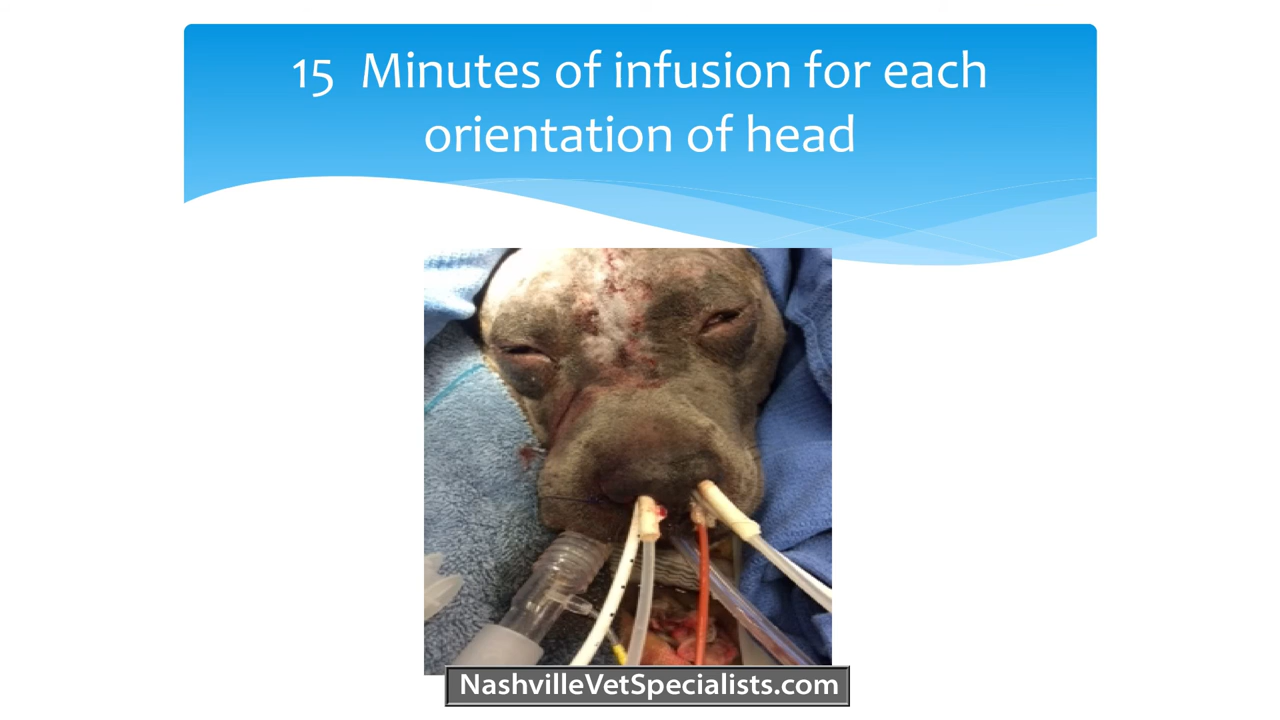 15 Minutes of infusion for each
orientation of head
NashvilleVetSpecialists.com